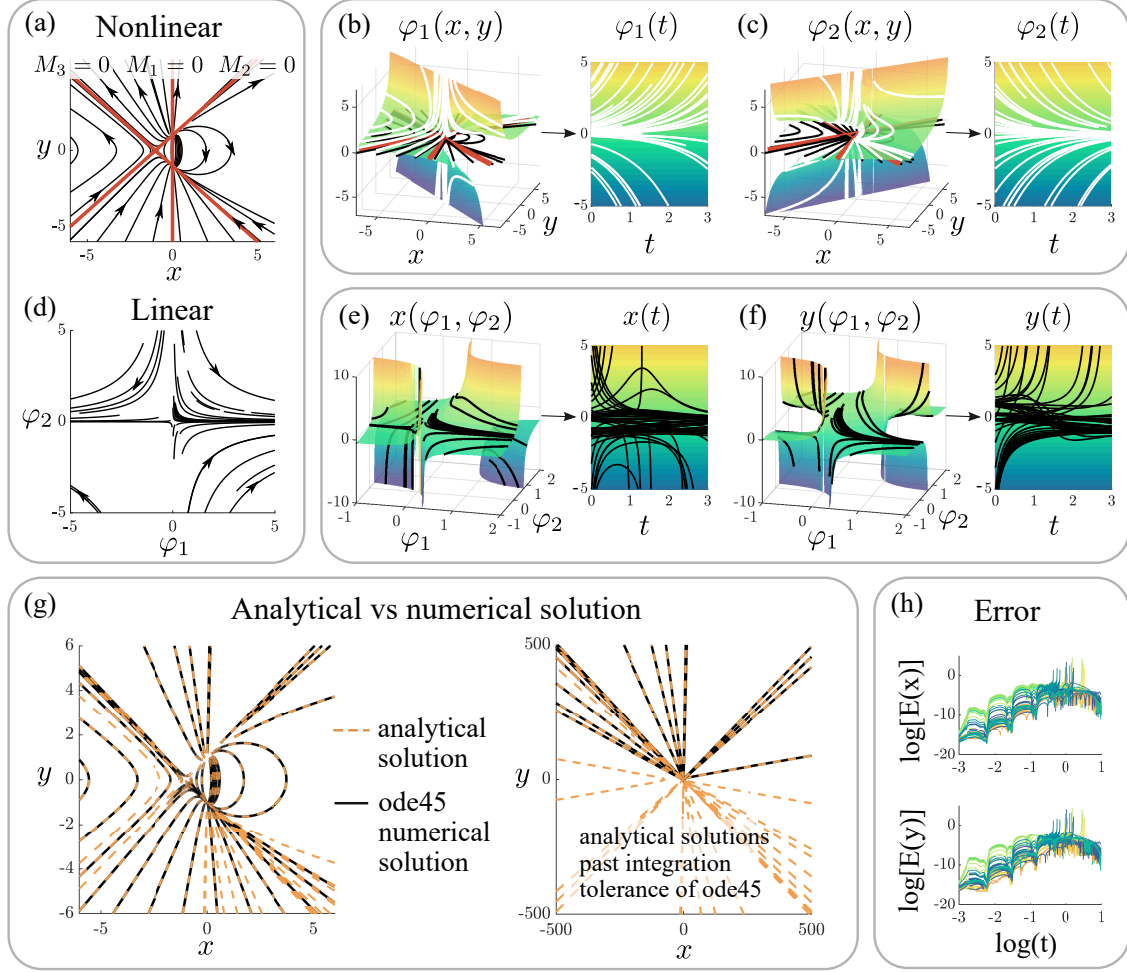 (a)
Nonlinear
M₃ = 0 M₁ = 0 M₂ = 0
y
0
-5
-5 0 5
x
(b)
φ₁(x, y)
φ₁(t)
5
0
-5
-5 0 5
x
-5 0 5
y
5
0
-5
0 1 2 3
t
(c)
φ₂(x, y)
φ₂(t)
5
0
-5
-5 0 5
x
-5 0 5
y
5
0
-5
0 1 2 3
t
(d)
Linear
5
φ₂ 0
-5
-5 0 5
φ₁
(e)
x(φ₁, φ₂)
x(t)
10
0
-10
-1 0 1 2
φ₁
-1 0 1 2
φ₂
5
0
-5
0 1 2 3
t
(f)
y(φ₁, φ₂)
y(t)
10
0
-10
-1 0 1 2
φ₁
-1 0 1 2
φ₂
5
0
-5
0 1 2 3
t
(g)
Analytical vs numerical solution
6
4
2
y 0
-2
-4
-6
-5 0 5
x
analytical
solution
ode45
numerical
solution
500
y 0
-500
-500 0 500
x
analytical solutions
past integration
tolerance of ode45
(h)
Error
log[E(x)]
0
-10
-20
-3 -2 -1 0 1
log[E(y)]
0
-10
-20
-3 -2 -1 0 1
log(t)